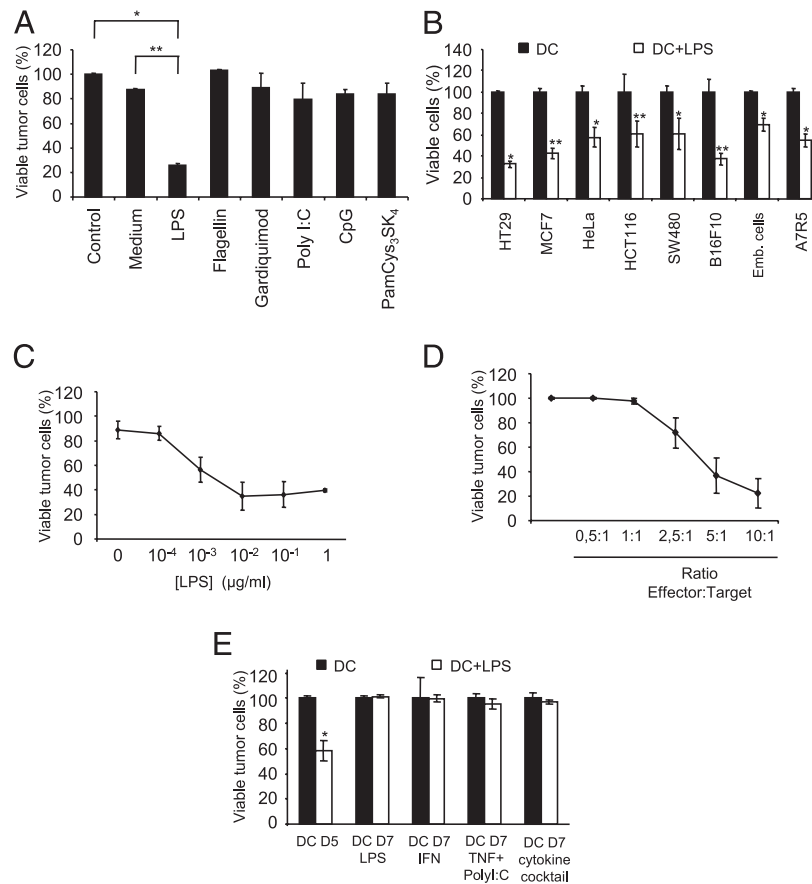 A
Viable tumor cells (%)
120
100
80
60
40
20
0
*
**
Control
Medium
LPS
Flagellin
Gardiquimod
Poly I:C
CpG
PamCys₃SK₄
B
DC
DC+LPS
Viable cells (%)
140
120
100
80
60
40
20
0
*
**
*
**
*
**
*
*
HT29
MCF7
HeLa
HCT116
SW480
B16F10
Emb. cells
A7R5
C
Viable tumor cells (%)
120
100
80
60
40
20
0
0 10⁻⁴ 10⁻³ 10⁻² 10⁻¹ 1
[LPS] (µg/ml)
D
Viable tumor cells (%)
120
100
80
60
40
20
0
0,5:1 1:1 2,5:1 5:1 10:1
Ratio
Effector:Target
E
DC
DC+LPS
Viable tumor cells (%)
120
100
80
60
40
20
0
*
DC D5 DC D7 DC D7 DC D7 DC D7
LPS IFN TNF+ cytokine
PolyI:C cocktail